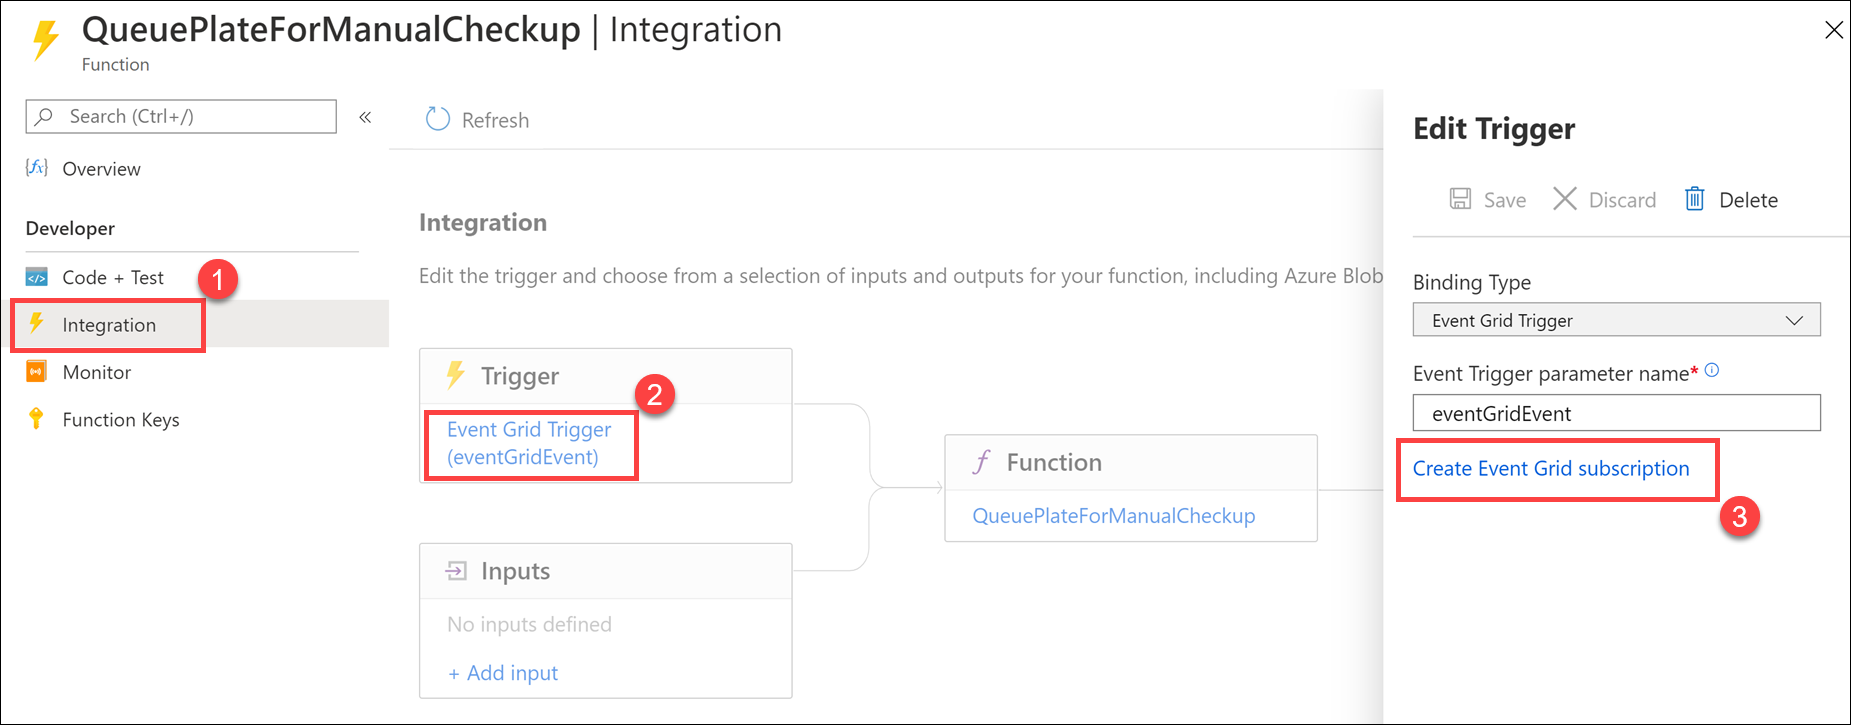 QueuePlateForManualCheckup | Integration
Function
Search (Ctrl+/)
«
Refresh
Overview
Developer
Code + Test
1
Integration
Monitor
Function Keys
Integration
Edit the trigger and choose from a selection of inputs and outputs for your function, including Azure Blob
Trigger
2
Event Grid Trigger
(eventGridEvent)
Inputs
No inputs defined
+ Add input
f Function
QueuePlateForManualCheckup
Edit Trigger
Save
Discard
Delete
Binding Type
Event Grid Trigger
Event Trigger parameter name*
eventGridEvent
Create Event Grid subscription
3